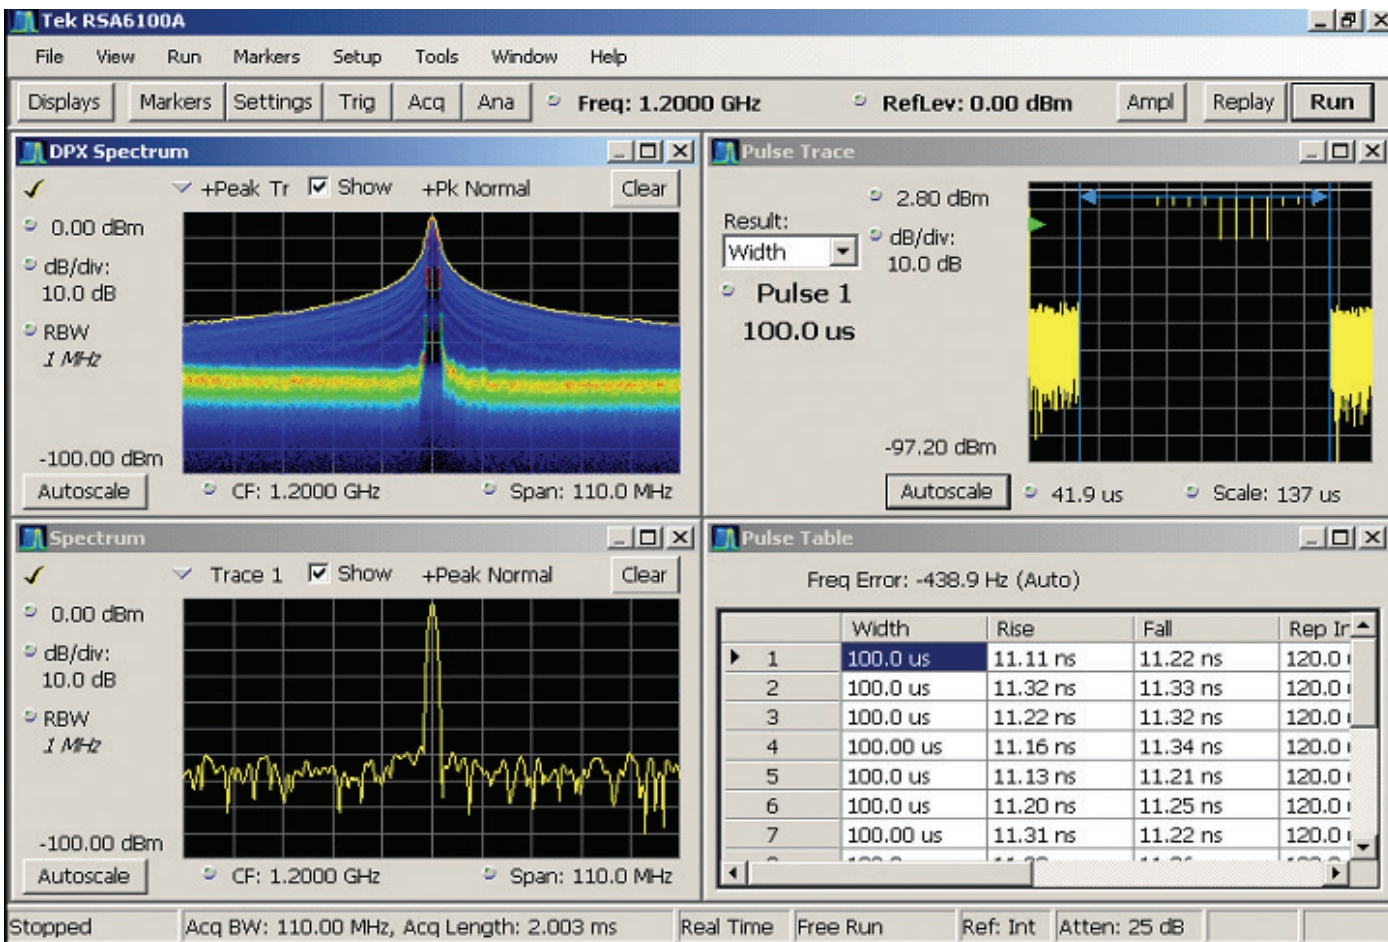 Tek RSA6100A
File View Run Markers Setup Tools Window Help
Displays Markers Settings Trig Acq Ana Freq: 1.2000 GHz RefLev: 0.00 dBm Ampl Replay Run
DPX Spectrum
+Peak Tr Show +Pk Normal Clear
0.00 dBm
dB/div:
10.0 dB
RBW
1 MHz
-100.00 dBm
Autoscale CF: 1.2000 GHz Span: 110.0 MHz
Pulse Trace
2.80 dBm
Result:
Width
dB/div:
10.0 dB
Pulse 1
100.0 us
-97.20 dBm
Autoscale 41.9 us Scale: 137 us
Spectrum
Trace 1 Show +Peak Normal Clear
0.00 dBm
dB/div:
10.0 dB
RBW
1 MHz
-100.00 dBm
Autoscale CF: 1.2000 GHz Span: 110.0 MHz
Pulse Table
Freq Error: -438.9 Hz (Auto)
Width Rise Fall Rep
1 100.0 us 11.11 ns 11.22 ns 120.0
2 100.0 us 11.32 ns 11.33 ns 120.0
3 100.0 us 11.22 ns 11.32 ns 120.0
4 100.00 us 11.16 ns 11.34 ns 120.0
5 100.0 us 11.13 ns 11.21 ns 120.0
6 100.0 us 11.20 ns 11.25 ns 120.0
7 100.00 us 11.31 ns 11.22 ns 120.0
Stopped Acq BW: 110.00 MHz, Acq Length: 2.003 ms Real Time Free Run Ref: Int Atten: 25 dB